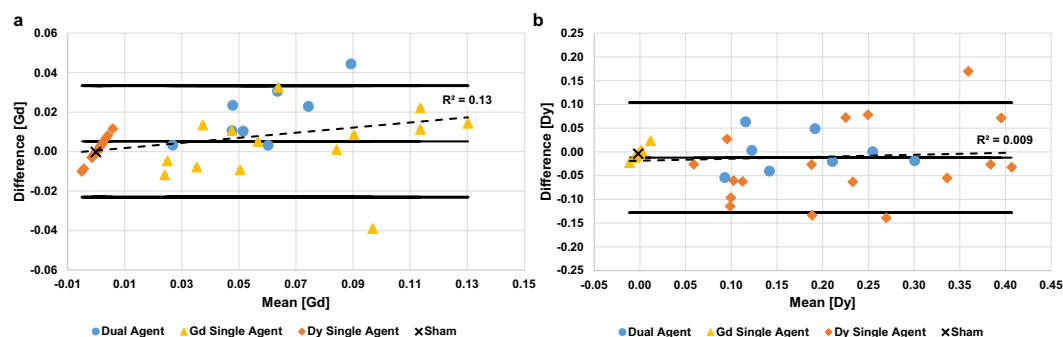 a
0.06
0.04
0.02
0.00
-0.02
-0.04
-0.06
Difference [Gd]
R² = 0.13
-0.01 0.01 0.03 0.05 0.07 0.09 0.11 0.13 0.15
Mean [Gd]
Dual Agent Gd Single Agent Dy Single Agent Sham
b
0.25
0.20
0.15
0.10
0.05
0.00
-0.05
-0.10
-0.15
-0.20
-0.25
Difference [Dy]
R² = 0.009
-0.05 0.00 0.05 0.10 0.15 0.20 0.25 0.30 0.35 0.40 0.45
Mean [Dy]
Dual Agent Gd Single Agent Dy Single Agent Sham